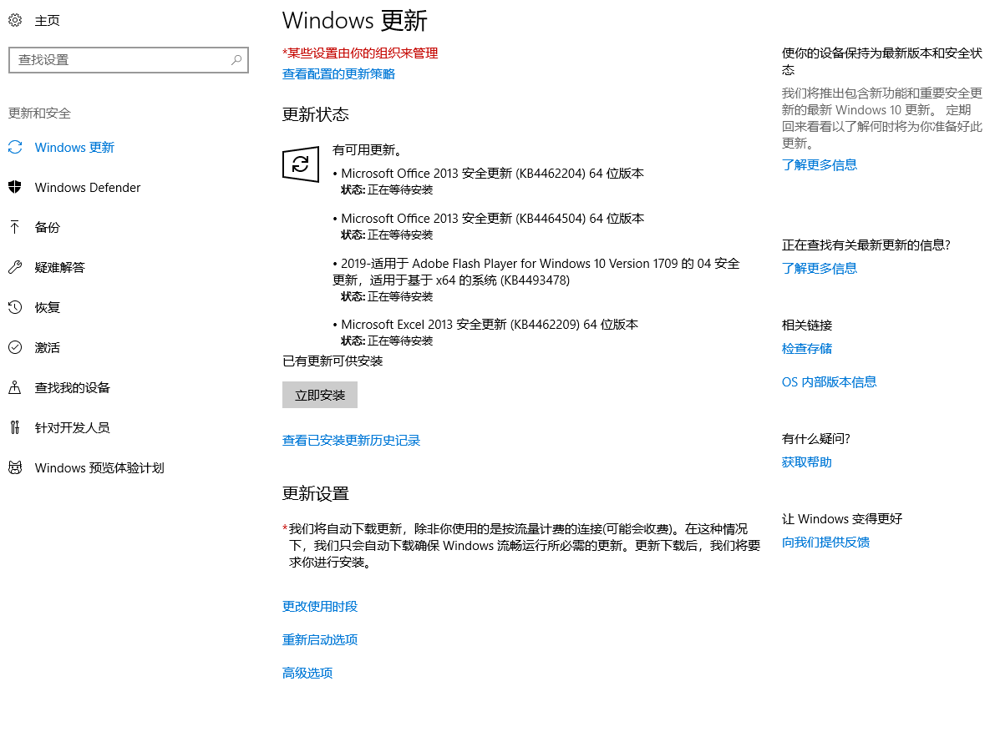 主页
查找设置
更新和安全
Windows 更新
Windows Defender
备份
疑难解答
恢复
激活
查找我的设备
针对开发人员
Windows 预览体验计划
Windows 更新
*某些设置由你的组织来管理
查看配置的更新策略
更新状态
有可用更新。
• Microsoft Office 2013 安全更新 (KB4462204) 64 位版本
状态: 正在等待安装
• Microsoft Office 2013 安全更新 (KB4464504) 64 位版本
状态: 正在等待安装
• 2019-适用于 Adobe Flash Player for Windows 10 Version 1709 的 04 安全
更新，适用于基于 x64 的系统 (KB4493478)
状态: 正在等待安装
• Microsoft Excel 2013 安全更新 (KB4462209) 64 位版本
状态: 正在等待安装
已有更新可供安装
立即安装
查看已安装更新历史记录
更新设置
*我们将自动下载更新，除非你使用的是按流量计费的连接(可能会收费)。在这种情况
下，我们只会自动下载确保 Windows 流畅运行所必需的更新。更新下载后，我们将要
求你进行安装。
更改使用时段
重新启动选项
高级选项
使你的设备保持为最新版本和安全状
态
我们将推出包含新功能和重要安全更
新的最新 Windows 10 更新。 定期
回来看看以了解何时将为你准备好此
更新。
了解更多信息
正在查找有关最新更新的信息?
了解更多信息
相关链接
检查存储
OS 内部版本信息
有什么疑问?
获取帮助
让 Windows 变得更好
向我们提供反馈